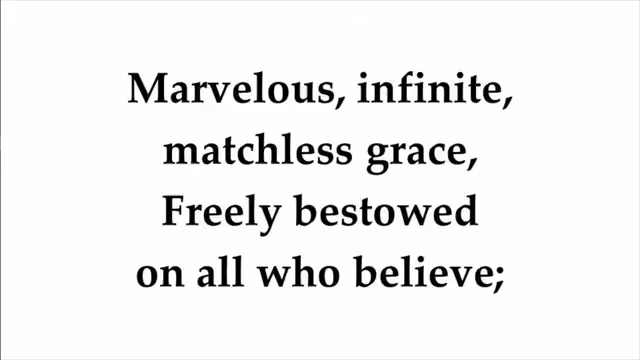 Marvelous, infinite,
matchless grace,
Freely bestowed
on all who believe;